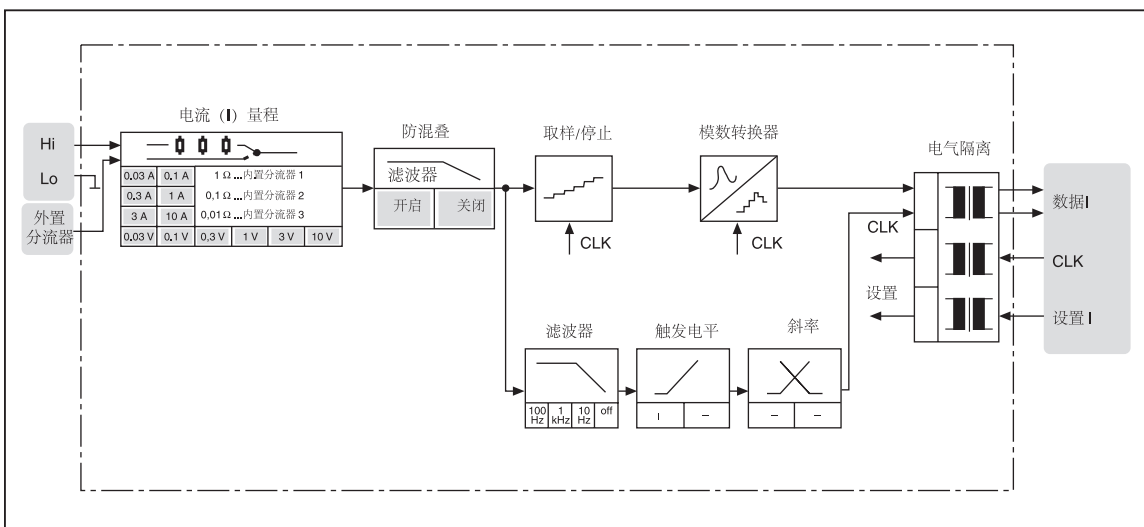 电流（I）量程
防混叠
取样/停止
模数转换器
电气隔离
Hi
Lo
外置
分流器
0.03 A 0.1 A 1 Ω...内置分流器 1
0.3 A 1 A 0,1 Ω...内置分流器 2
3 A 10 A 0,01 Ω...内置分流器 3
0.03 V 0.1 V 0,3 V 1 V 3 V 10 V
滤波器
开启 关闭
CLK
CLK
CLK
设置
数据I
CLK
设置 I
滤波器
触发电平
斜率
100 Hz 1 kHz 10 Hz off
I –
– –